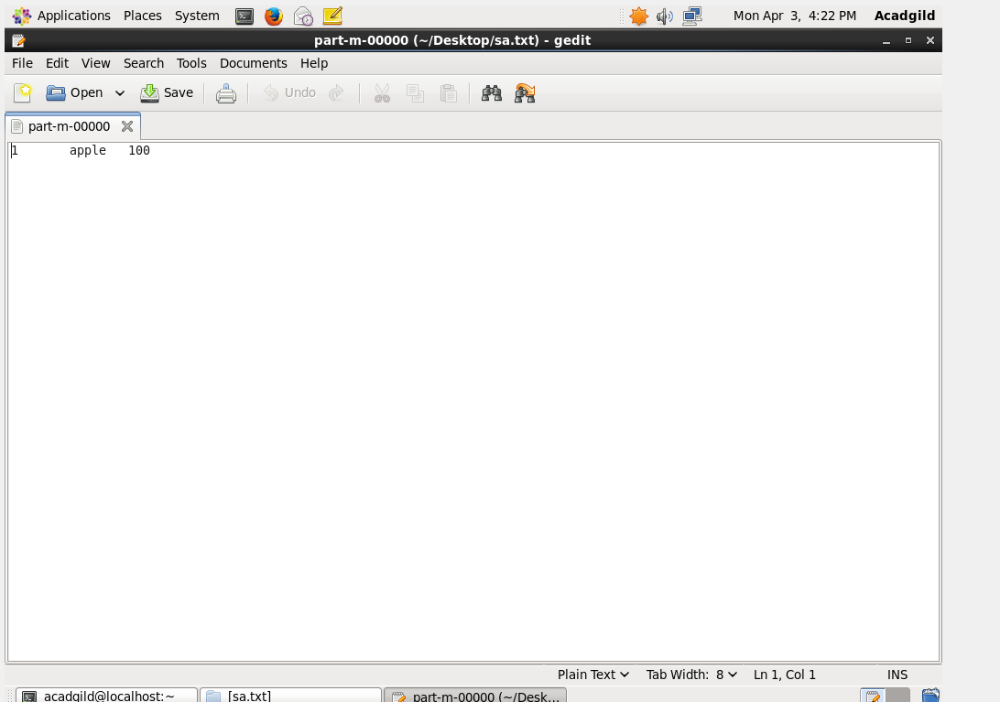 Applications Places System Mon Apr 3, 4:22 PM Acadgild
part-m-00000 (~/Desktop/sa.txt) - gedit
File Edit View Search Tools Documents Help
Open Save Undo
part-m-00000
1 apple 100
Plain Text Tab Width: 8 Ln 1, Col 1 INS
acadgild@localhost:~ [sa.txt] part-m-00000 (~/Desk...